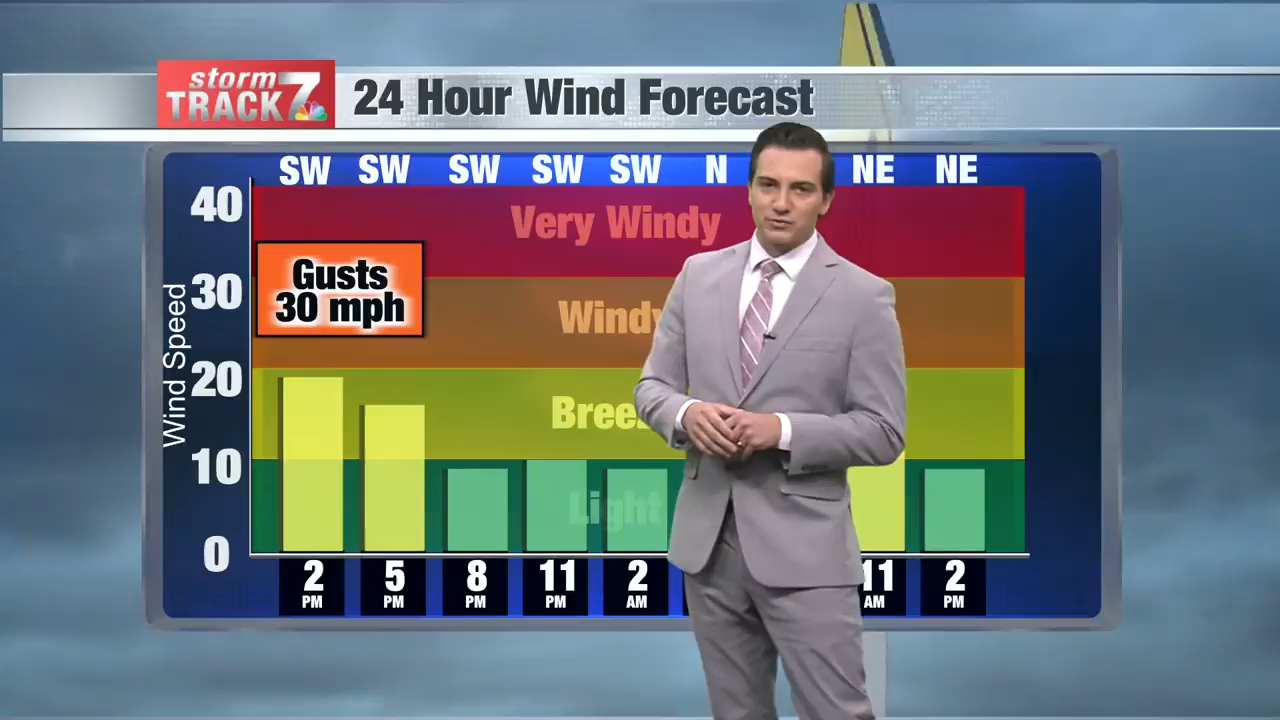 storm
TRACK 7
24 Hour Wind Forecast
SW SW SW SW SW N NE NE
40
30
20
10
0
Wind Speed
Very Windy
Gusts
30 mph
Light
2 5 8 11 2 11 2
PM PM PM PM AM AM PM